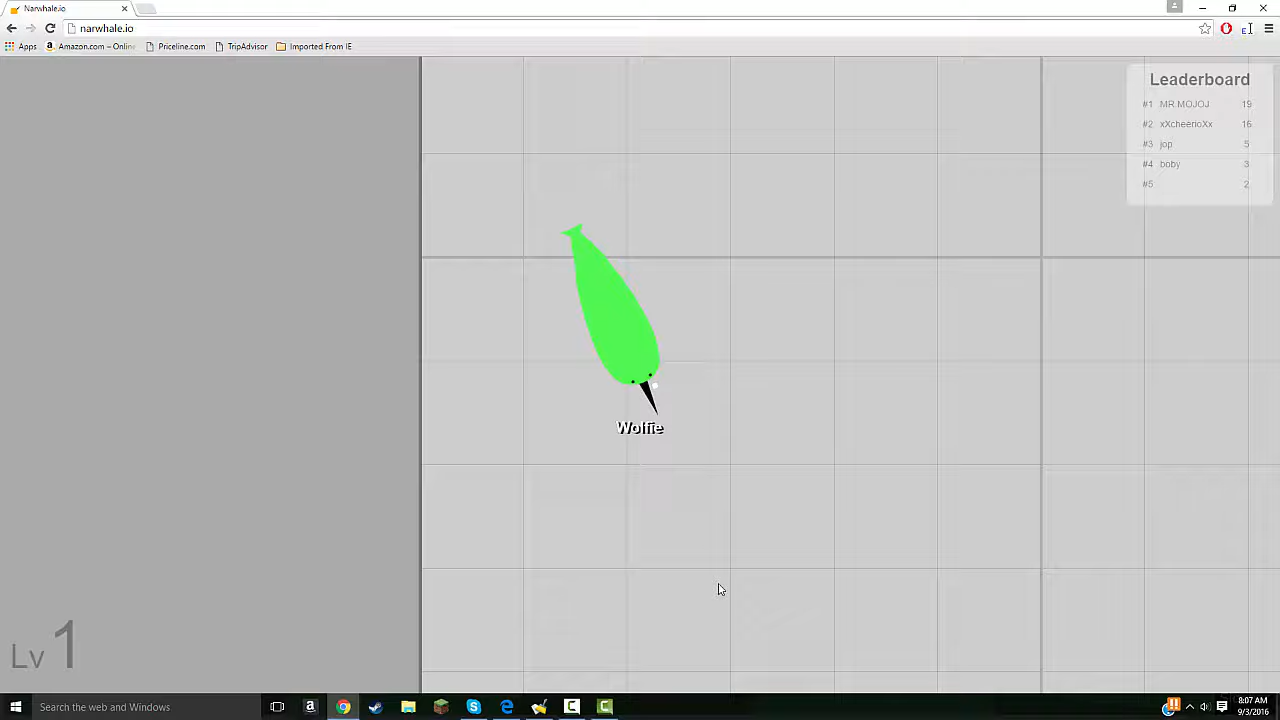 Narwhale.io
narwhale.io
Apps Amazon.com – Online Priceline.com TripAdvisor Imported From IE
Leaderboard
#1 MR.MOJOJ 19
#2 xXcheerioXx 16
#3 jop 5
#4 boby 3
#5 2
Wolfie
Lv 1
Search the web and Windows
8:07 AM
9/3/2016